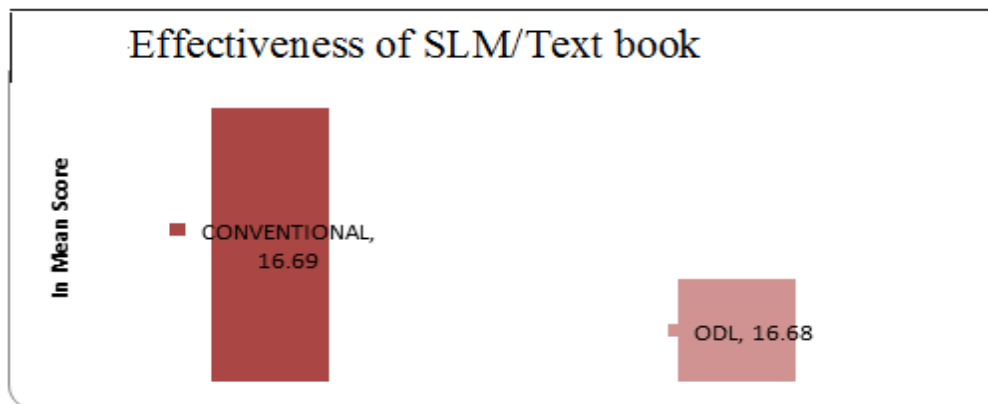 Effectiveness of SLM/Text book
In Mean Score
CONVENTIONAL,
16.69
ODL, 16.68